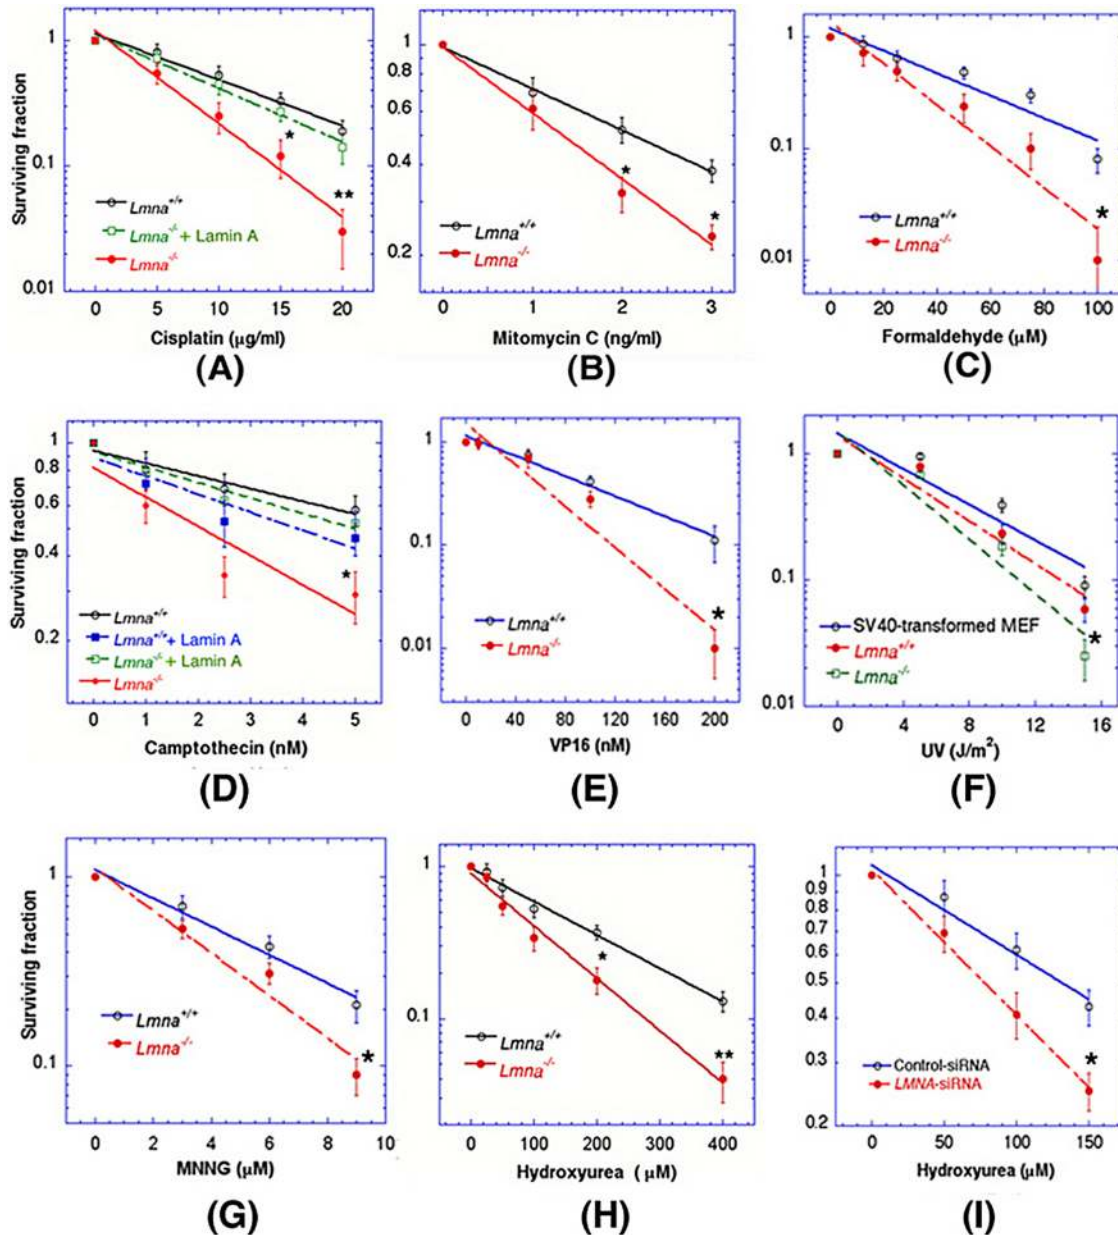 Surviving fraction
1
0.1
0.01
Lmna+/+
Lmna-/- + Lamin A
Lmna-/-
0 5 10 15 20
Cisplatin (μg/ml)
(A)
1
0.8
0.6
0.4
0.2
Lmna+/+
Lmna-/-
0 1 2 3
Mitomycin C (ng/ml)
(B)
1
0.1
0.01
Lmna+/+
Lmna-/-
0 20 40 60 80 100
Formaldehyde (μM)
(C)
Surviving fraction
1
0.8
0.6
0.4
0.2
Lmna+/+
Lmna+/+ + Lamin A
Lmna-/- + Lamin A
Lmna-/-
0 1 2 3 4 5
Camptothecin (nM)
(D)
1
0.1
0.01
Lmna+/+
Lmna-/-
0 40 80 120 160 200
VP16 (nM)
(E)
1
0.1
0.01
SV40-transformed MEF
Lmna+/+
Lmna-/-
0 4 8 12 16
UV (J/m²)
(F)
Surviving fraction
1
0.1
Lmna+/+
Lmna-/-
0 2 4 6 8 10
MNNG (μM)
(G)
1
0.1
Lmna+/+
Lmna-/-
0 100 200 300 400
Hydroxyurea ( μM)
(H)
1
0.9
0.8
0.7
0.6
0.5
0.4
0.3
0.2
Control-siRNA
LMNA-siRNA
0 50 100 150
Hydroxyurea (μM)
(I)